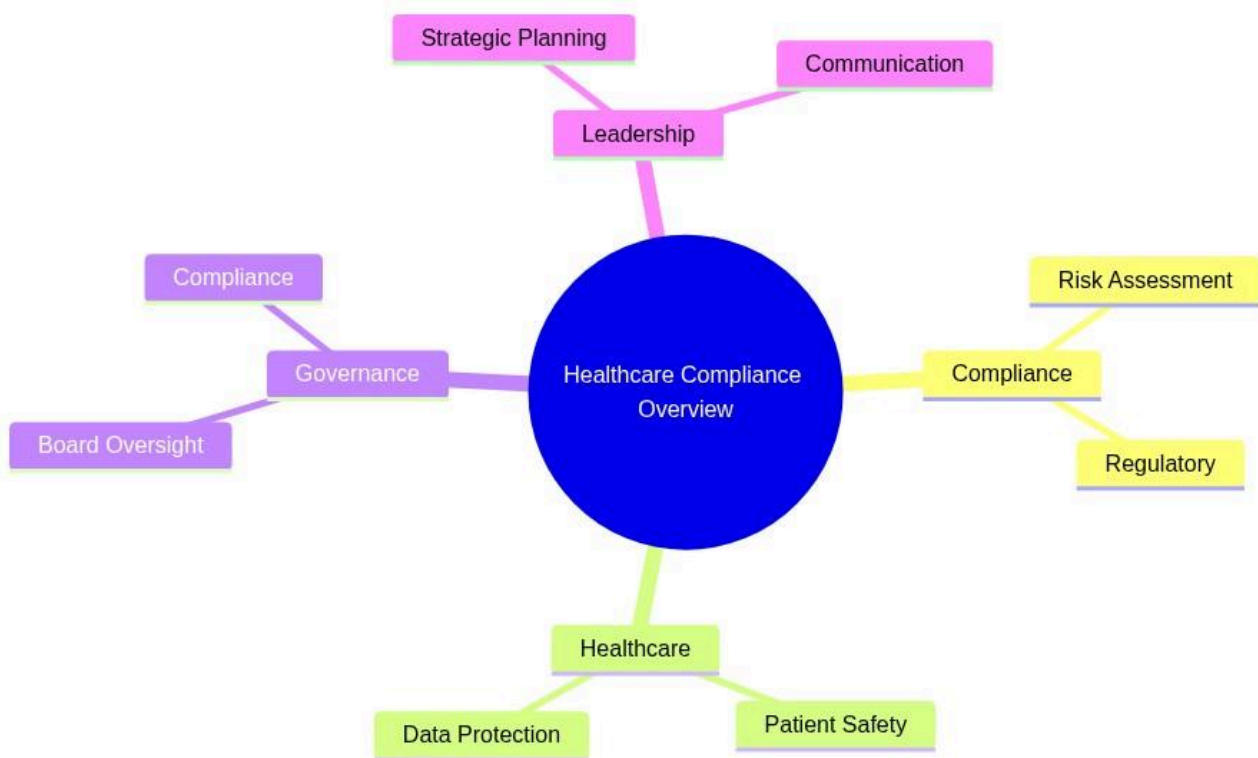 Strategic Planning
Communication
Leadership
Compliance
Risk Assessment
Governance
Healthcare Compliance
Overview
Compliance
Board Oversight
Regulatory
Healthcare
Data Protection
Patient Safety